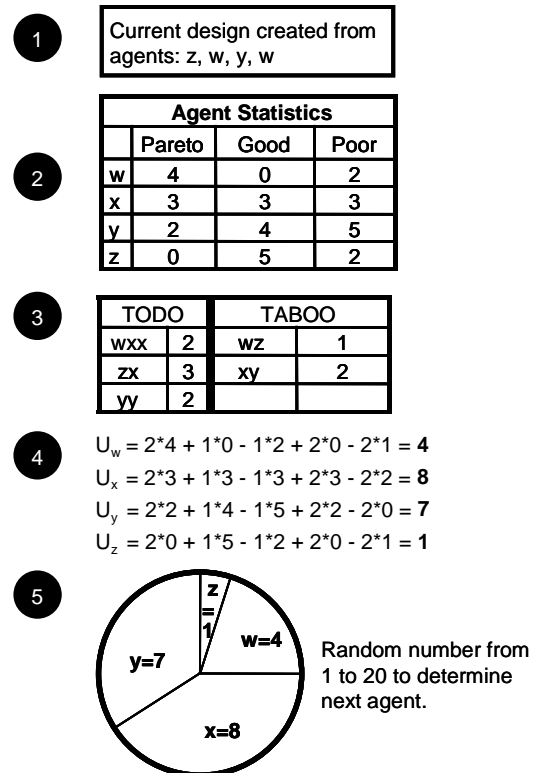 1
Current design created from
agents: z, w, y, w
2
Agent Statistics
Pareto Good Poor
w 4 0 2
x 3 3 3
y 2 4 5
z 0 5 2
3
TODO TABOO
wxx 2 wz 1
zx 3 xy 2
yy 2
4
U_w = 2*4 + 1*0 - 1*2 + 2*0 - 2*1 = 4
U_x = 2*3 + 1*3 - 1*3 + 2*3 - 2*2 = 8
U_y = 2*2 + 1*4 - 1*5 + 2*2 - 2*0 = 7
U_z = 2*0 + 1*5 - 1*2 + 2*0 - 2*1 = 1
5
z
=
1
w=4
y=7
x=8
Random number from
1 to 20 to determine
next agent.